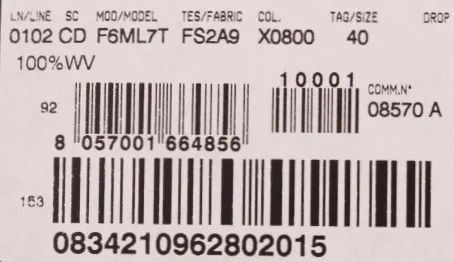 LN/LINE SC MOD/MODEL TES/FABRIC COL. TAG/SIZE DROP
0102 CD F6ML7T FS2A9 X0800 40
100%WV
10001
COMM.N°
92
08570 A
8 057001 664856
153
0834210962802015